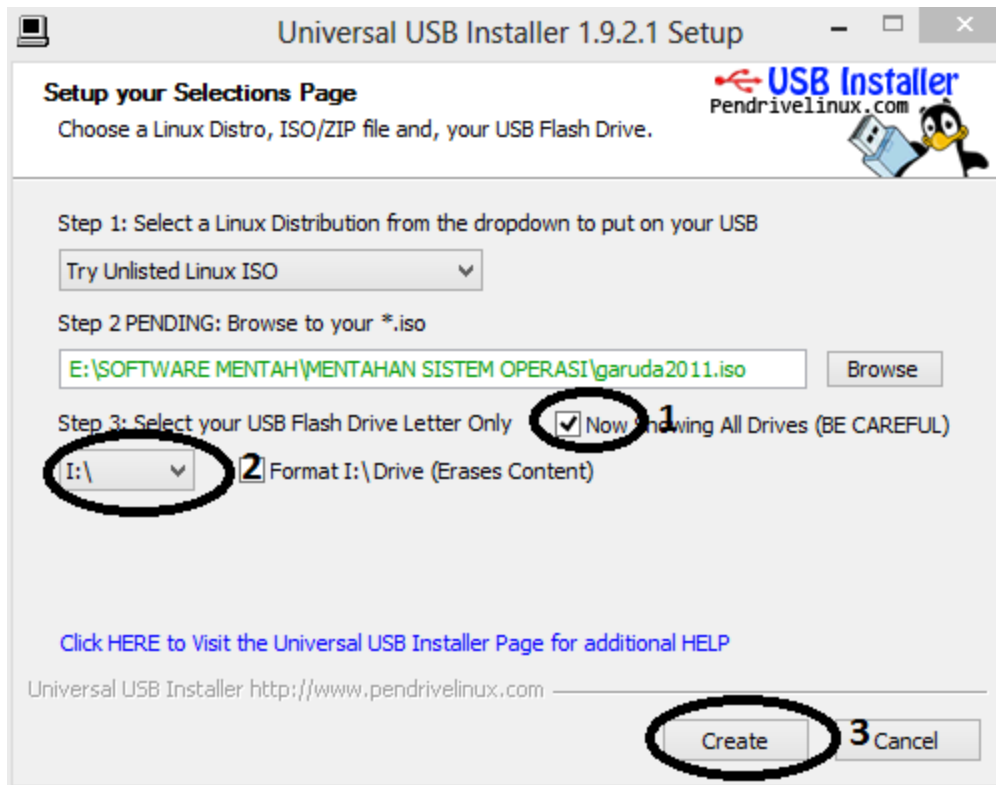 Universal USB Installer 1.9.2.1 Setup
Setup your Selections Page
Choose a Linux Distro, ISO/ZIP file and, your USB Flash Drive.
USB Installer
Pendrivelinux.com
Step 1: Select a Linux Distribution from the dropdown to put on your USB
Try Unlisted Linux ISO
Step 2 PENDING: Browse to your *.iso
E:\SOFTWARE MENTAH\MENTAHAN SISTEM OPERASI\garuda2011.iso
Browse
Step 3: Select your USB Flash Drive Letter Only
Now Showing All Drives (BE CAREFUL)
1
I:\
2
Format I:\ Drive (Erases Content)
Click HERE to Visit the Universal USB Installer Page for additional HELP
Universal USB Installer http://www.pendrivelinux.com
Create
3
Cancel